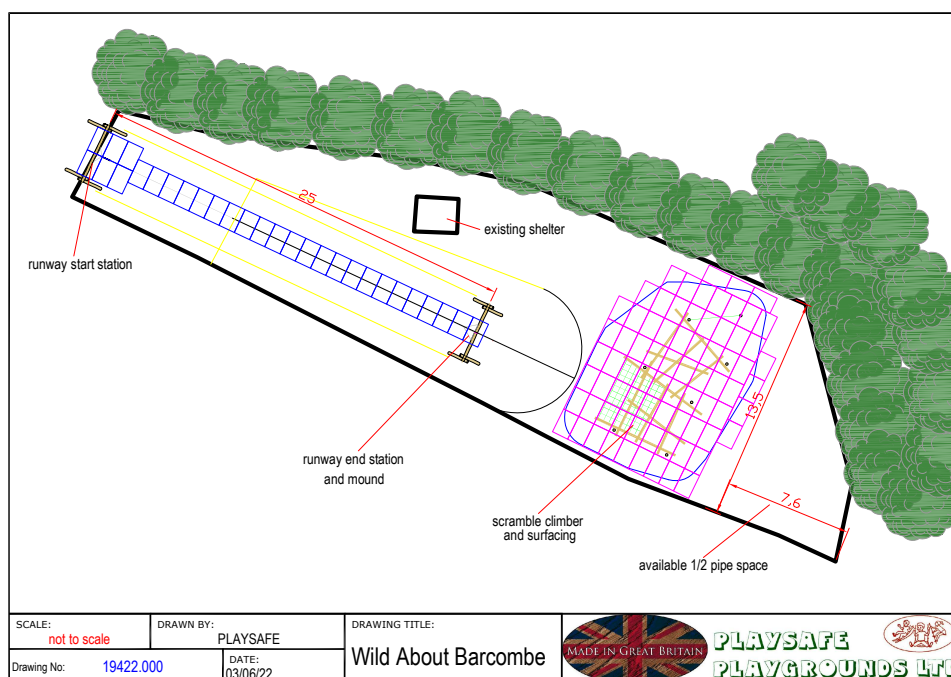 25
existing shelter
runway start station
13,5
runway end station
and mound
7,6
scramble climber
and surfacing
available 1/2 pipe space
SCALE:
not to scale
DRAWN BY:
PLAYSAFE
DRAWING TITLE:
Wild About Barcombe
Drawing No:
19422.000
DATE:
03/06/22
MADE IN GREAT BRITAIN
PLAYSAFE
PLAYGROUNDS LTD